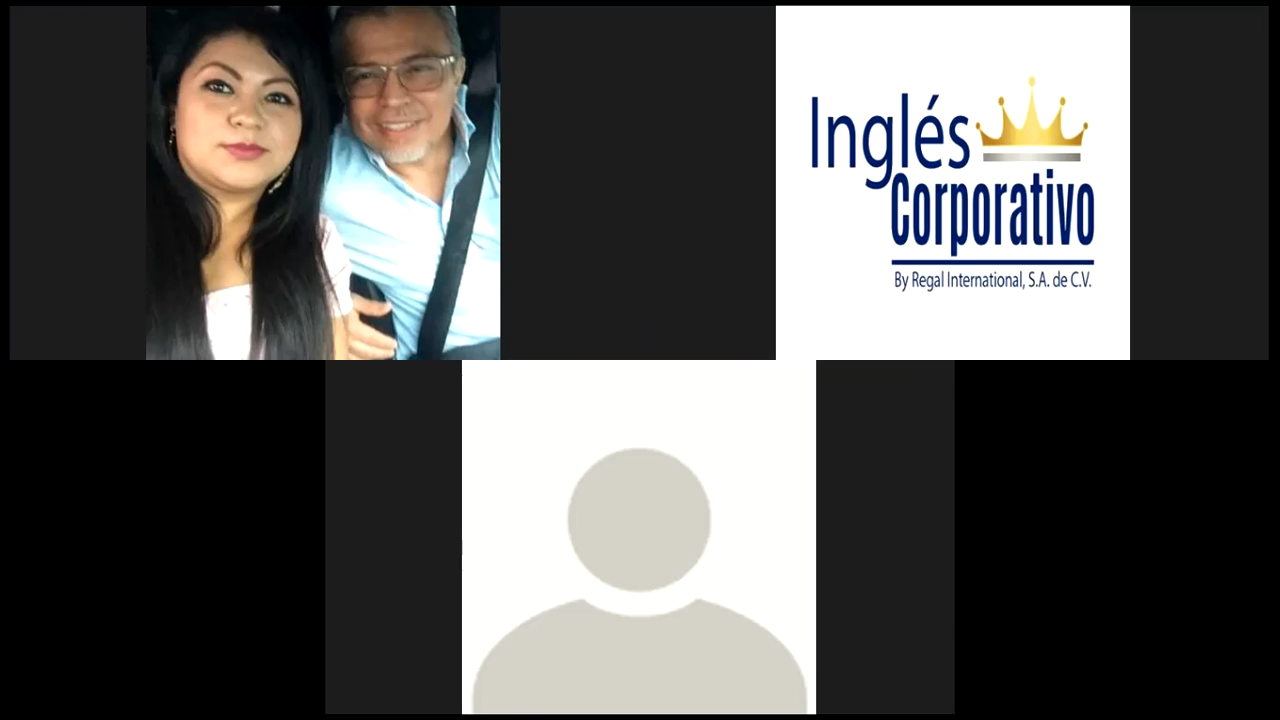 Inglés
Corporativo
By Regal International, S.A. de C.V.